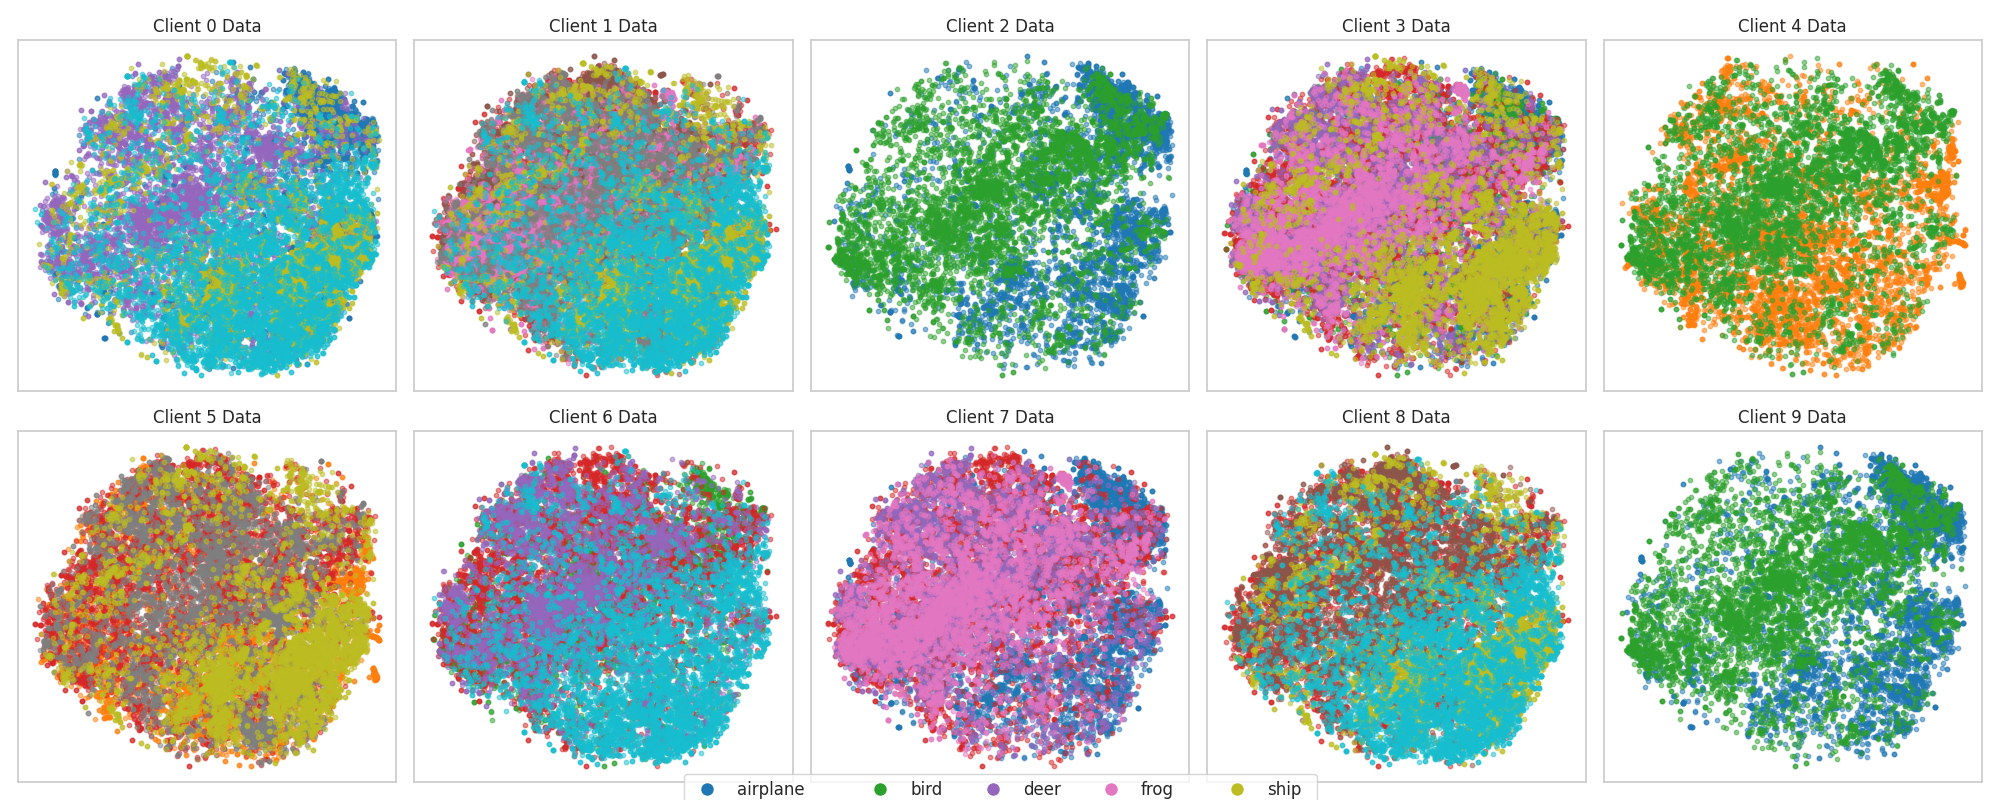 Client 0 Data
Client 1 Data
Client 2 Data
Client 3 Data
Client 4 Data
Client 5 Data
Client 6 Data
Client 7 Data
Client 8 Data
Client 9 Data
airplane bird deer frog ship